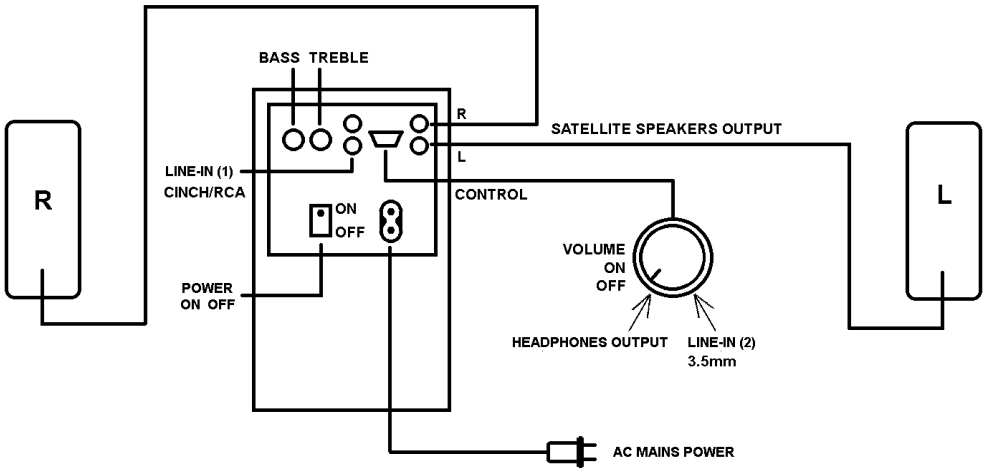 BASS TREBLE
R
SATELLITE SPEAKERS OUTPUT
L
LINE-IN (1)
CINCH/RCA
CONTROL
R
L
ON
OFF
VOLUME
ON
OFF
POWER
ON OFF
HEADPHONES OUTPUT
LINE-IN (2)
3.5mm
AC MAINS POWER